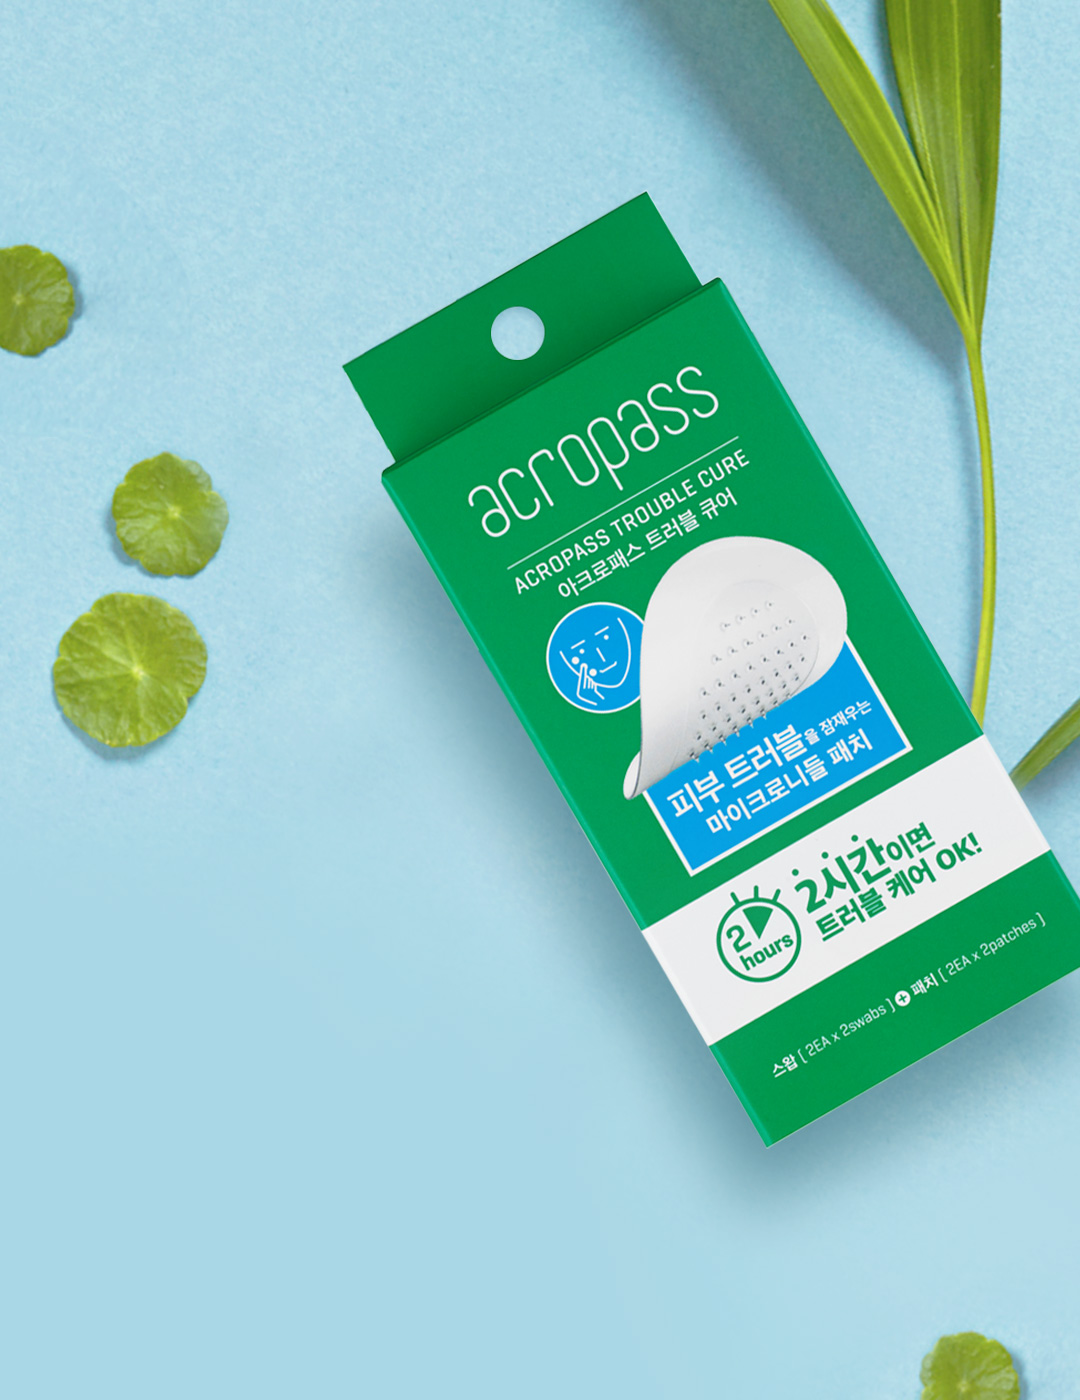 acropass
ACROPASS TROUBLE CURE
아크로패스 트러블 큐어
피부 트러블을 잠재우는
마이크로니들 패치
2 hours
2시간이면
트러블 케어 OK!
스왑 [ 2EA x 2swabs ] + 패치 [ 2EA x 2patches ]